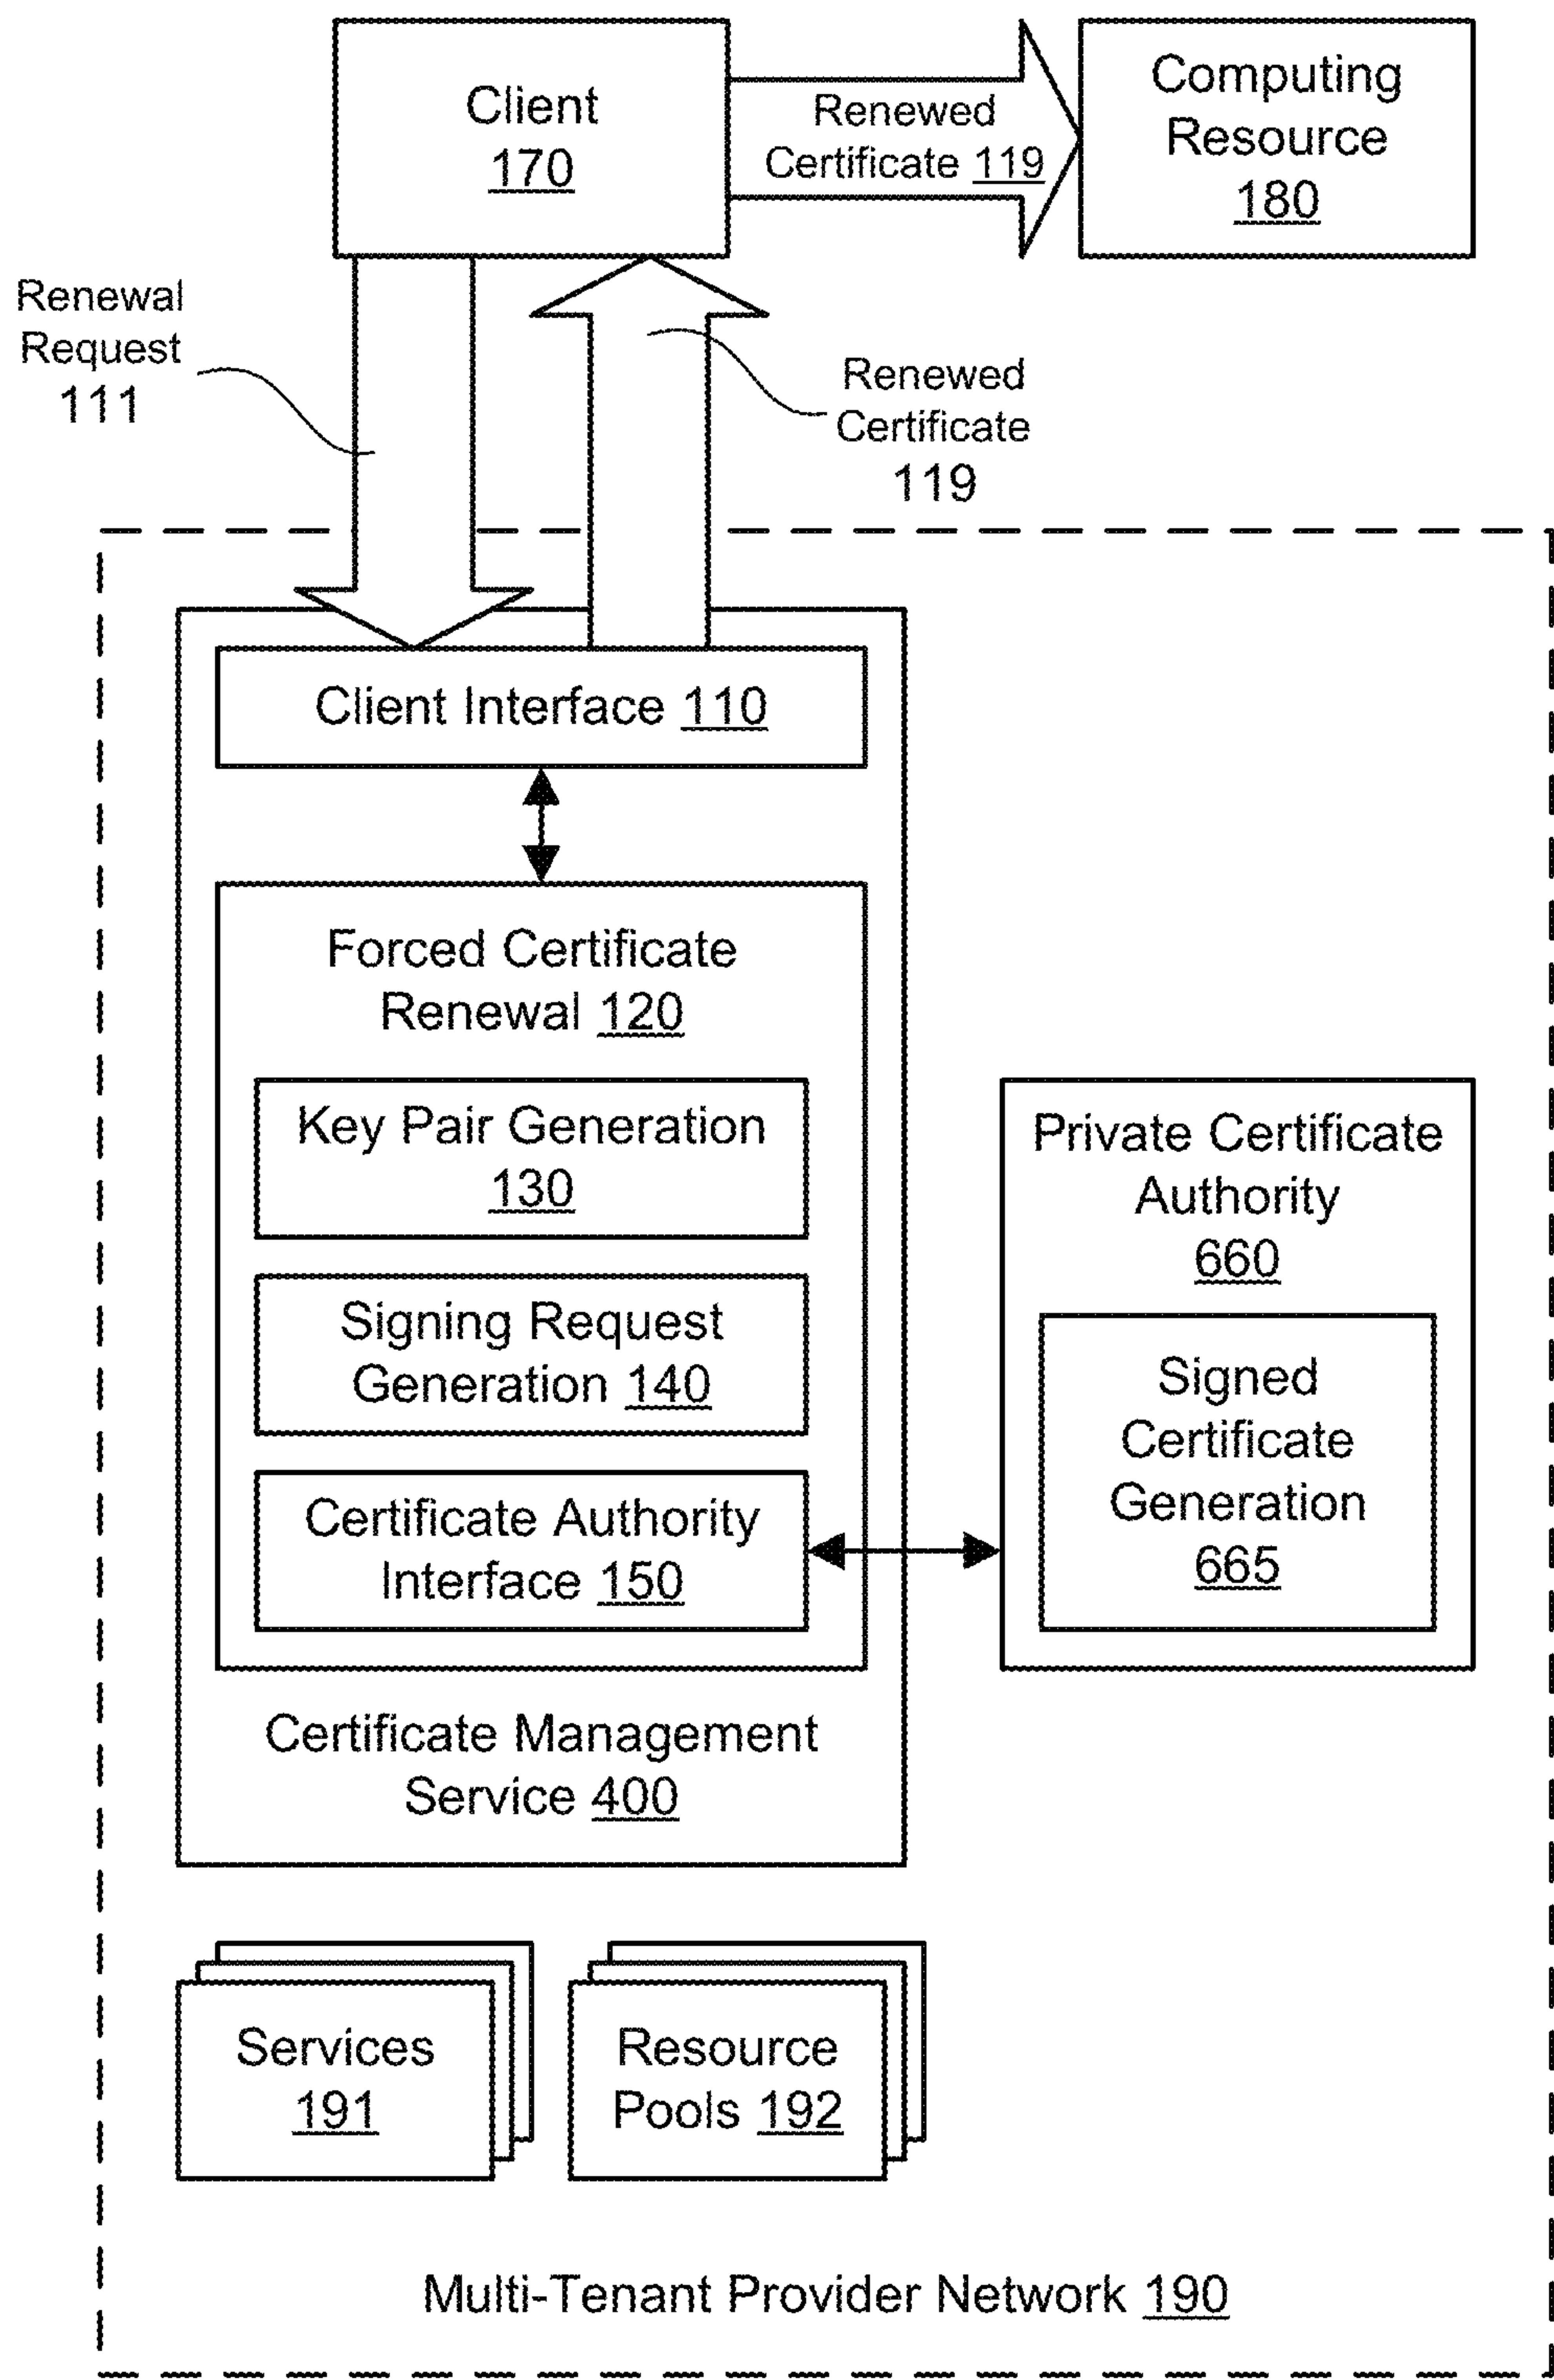 Client
170
Renewed
Certificate 119
Computing
Resource
180
Renewal
Request
111
Renewed
Certificate
119
Client Interface 110
Forced Certificate
Renewal 120
Key Pair Generation
130
Signing Request
Generation 140
Certificate Authority
Interface 150
Certificate Management
Service 400
Private Certificate
Authority
660
Signed
Certificate
Generation
665
Services
191
Resource
Pools 192
Multi-Tenant Provider Network 190